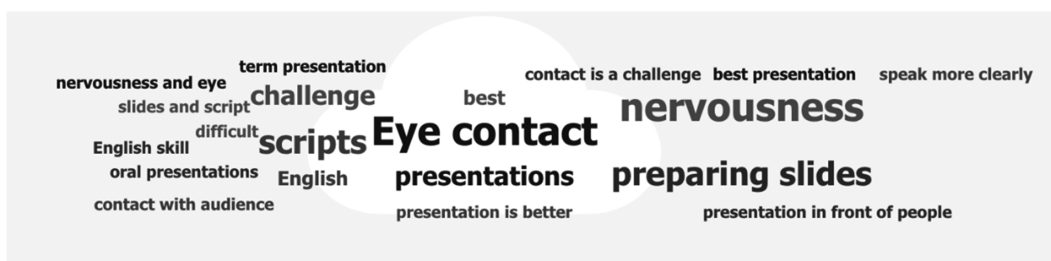 term presentation
contact is a challenge best presentation speak more clearly
nervousness and eye
challenge best
slides and script nervousness
difficult Eye contact
scripts
English skill
oral presentations English presentations preparing slides
contact with audience
presentation is better presentation in front of people